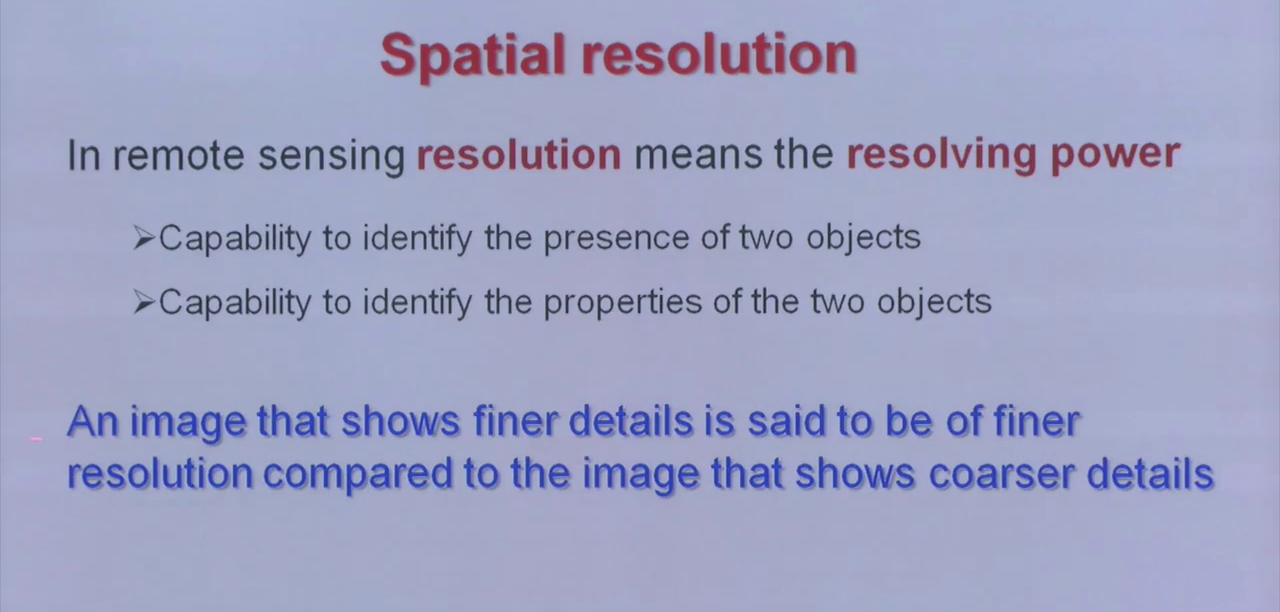 Spatial resolution
In remote sensing resolution means the resolving power
➢Capability to identify the presence of two objects
➢Capability to identify the properties of the two objects
An image that shows finer details is said to be of finer
resolution compared to the image that shows coarser details